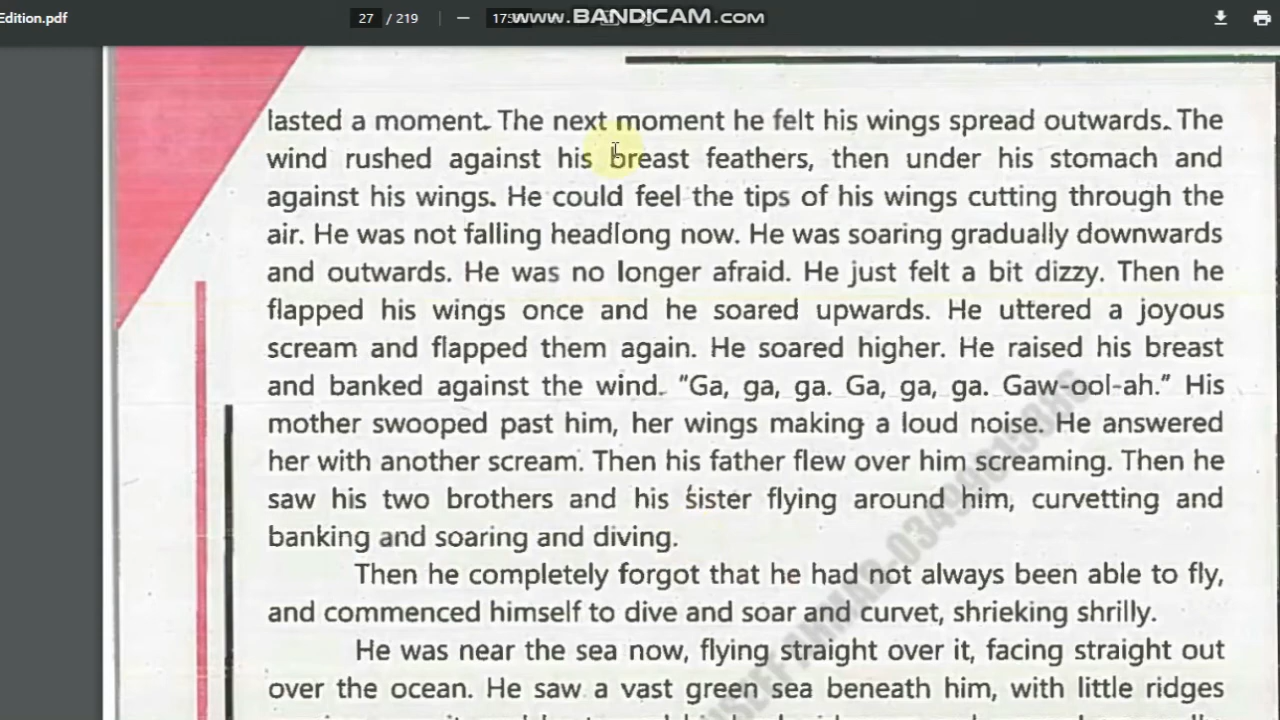 Edition.pdf
27 / 219
www.BANDICAM.com
lasted a moment. The next moment he felt his wings spread outwards. The
wind rushed against his breast feathers, then under his stomach and
against his wings. He could feel the tips of his wings cutting through the
air. He was not falling headlong now. He was soaring gradually downwards
and outwards. He was no longer afraid. He just felt a bit dizzy. Then he
flapped his wings once and he soared upwards. He uttered a joyous
scream and flapped them again. He soared higher. He raised his breast
and banked against the wind. "Ga, ga, ga. Ga, ga, ga. Gaw-ool-ah." His
mother swooped past him, her wings making a loud noise. He answered
her with another scream. Then his father flew over him screaming. Then he
saw his two brothers and his sister flying around him, curvetting and
banking and soaring and diving.
Then he completely forgot that he had not always been able to fly,
and commenced himself to dive and soar and curvet, shrieking shrilly.
He was near the sea now, flying straight over it, facing straight out
over the ocean. He saw a vast green sea beneath him, with little ridges